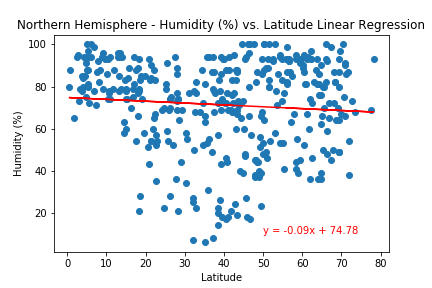 Northern Hemisphere - Humidity (%) vs. Latitude Linear Regression
100
80
60
40
20
Humidity (%)
y = -0.09x + 74.78
0 10 20 30 40 50 60 70 80
Latitude